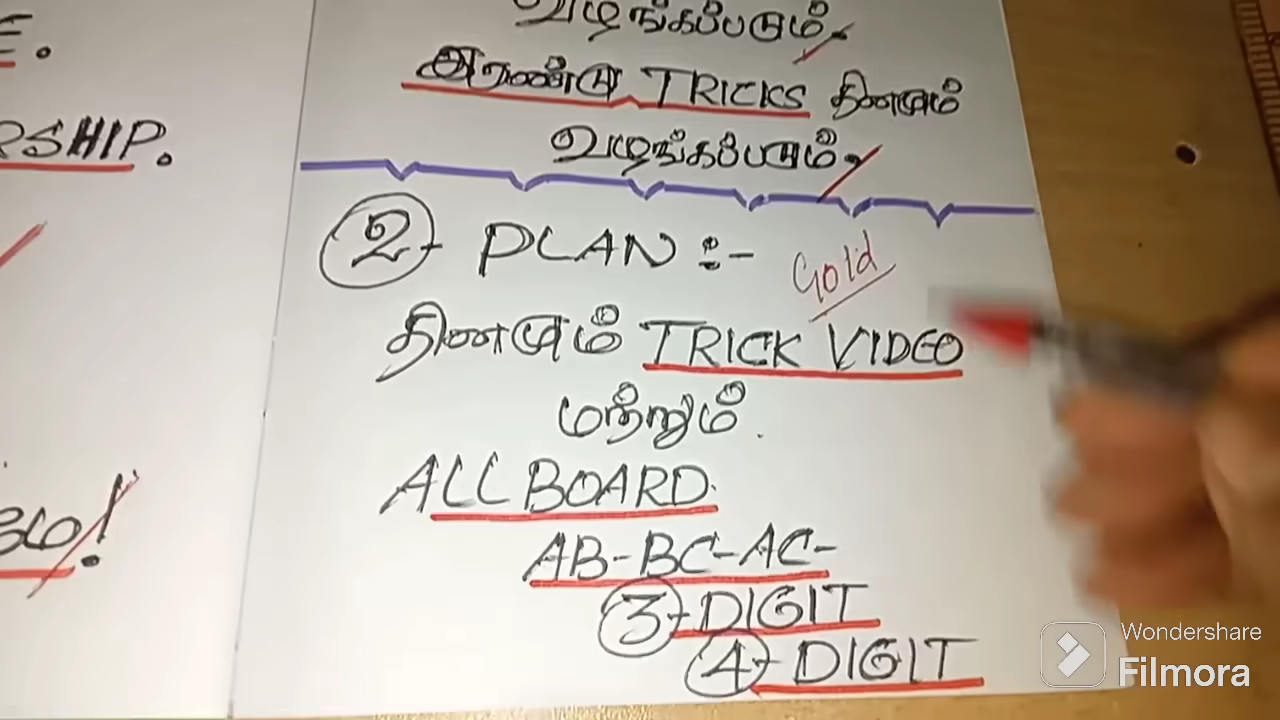 E.
RSHIP.
வழங்கப்படும்.
இரண்டு TRICKS தினமும்
வழங்கப்படும்.
2 - PLAN :-
Gold
தினமும் TRICK VIDEO
மற்றும்.
ALL BOARD.
AB-BC-AC-
3 - DIGIT
4 - DIGIT
Wondershare
Filmora